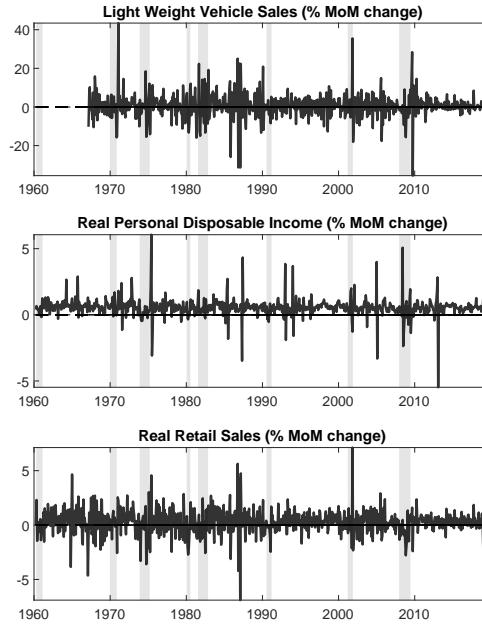 Light Weight Vehicle Sales (% MoM change)
40
20
0
-20
1960 1970 1980 1990 2000 2010
Real Personal Disposable Income (% MoM change)
5
0
-5
1960 1970 1980 1990 2000 2010
Real Retail Sales (% MoM change)
5
0
-5
1960 1970 1980 1990 2000 2010